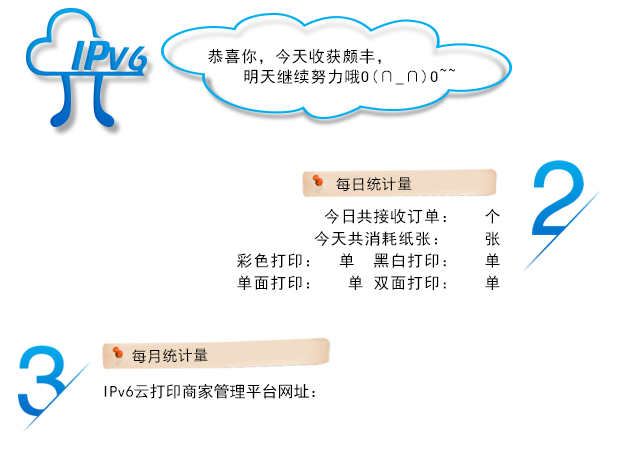 IPv6
恭喜你，今天收获颇丰，
明天继续努力哦O(∩_∩)O~~
2
每日统计量
今日共接收订单： 个
今天共消耗纸张： 张
彩色打印： 单 黑白打印： 单
单面打印： 单 双面打印： 单
3
每月统计量
IPv6云打印商家管理平台网址：